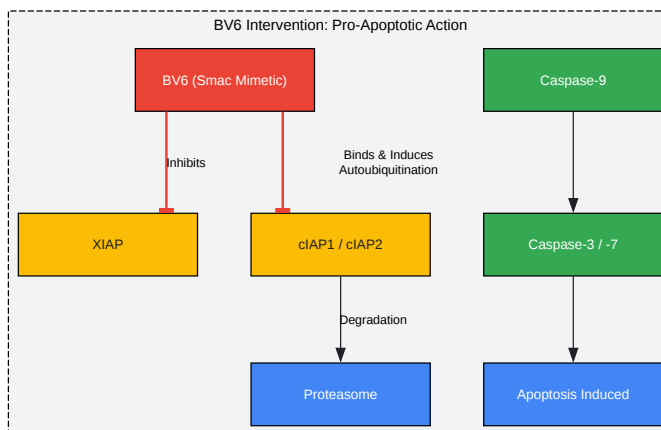 BV6 Intervention: Pro-Apoptotic Action
BV6 (Smac Mimetic)
Caspase-9
Inhibits
Binds & Induces
Autoubiquitination
XIAP
cIAP1 / cIAP2
Caspase-3 / -7
Degradation
Proteasome
Apoptosis Induced